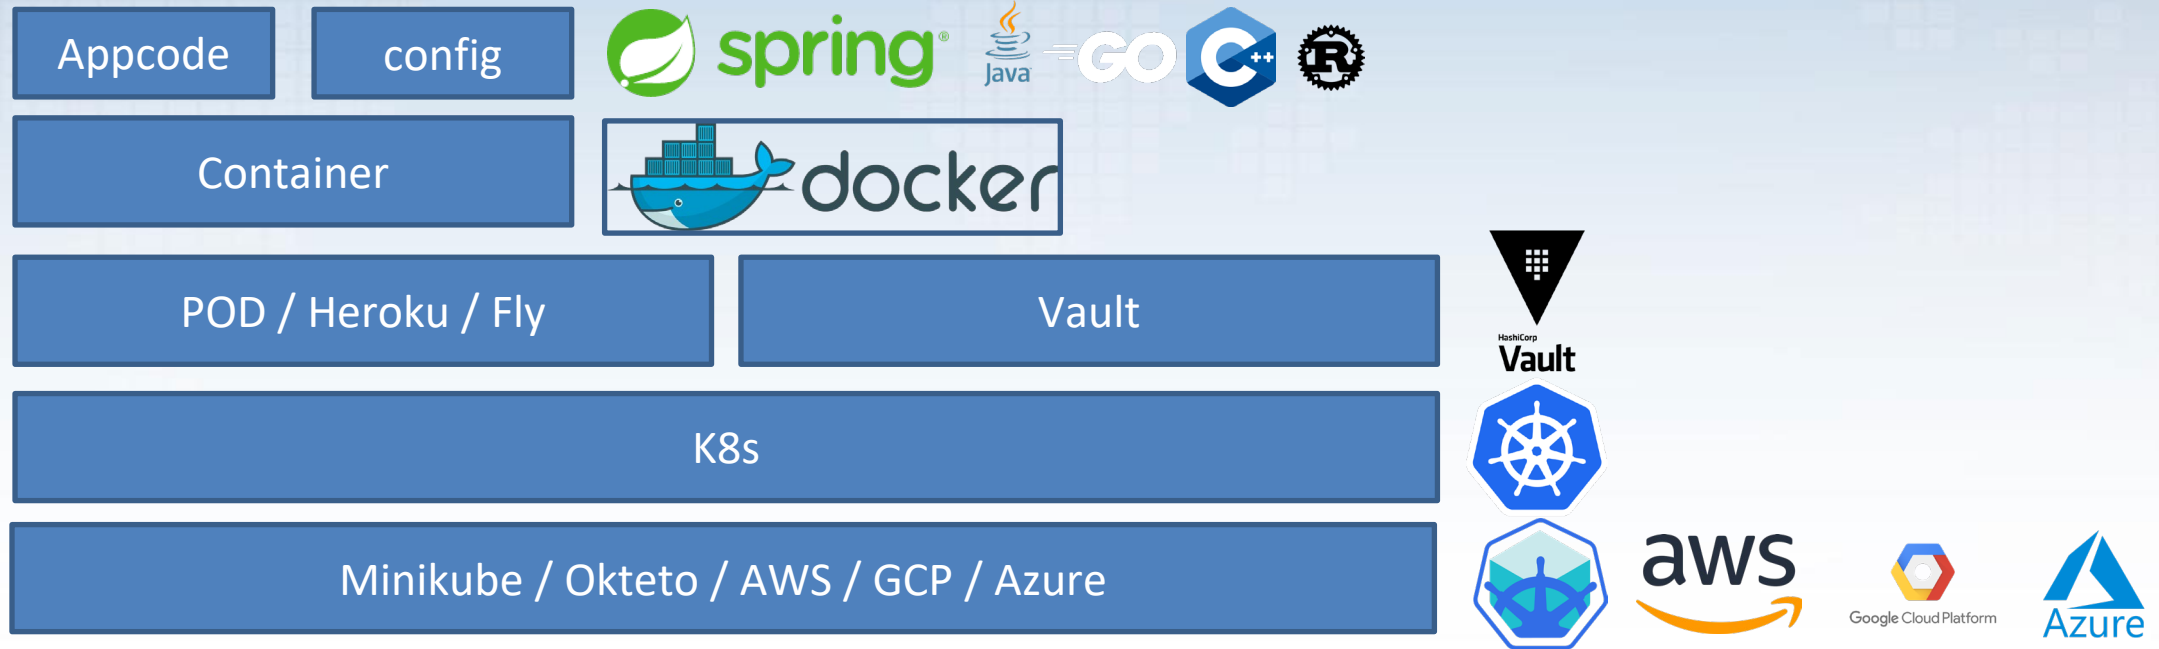 Appcode
config
spring®
Java
GO
C++
R
Container
docker
POD / Heroku / Fly
Vault
HashiCorp
Vault
K8s
Minikube / Okteto / AWS / GCP / Azure
aws
Google Cloud Platform
Azure